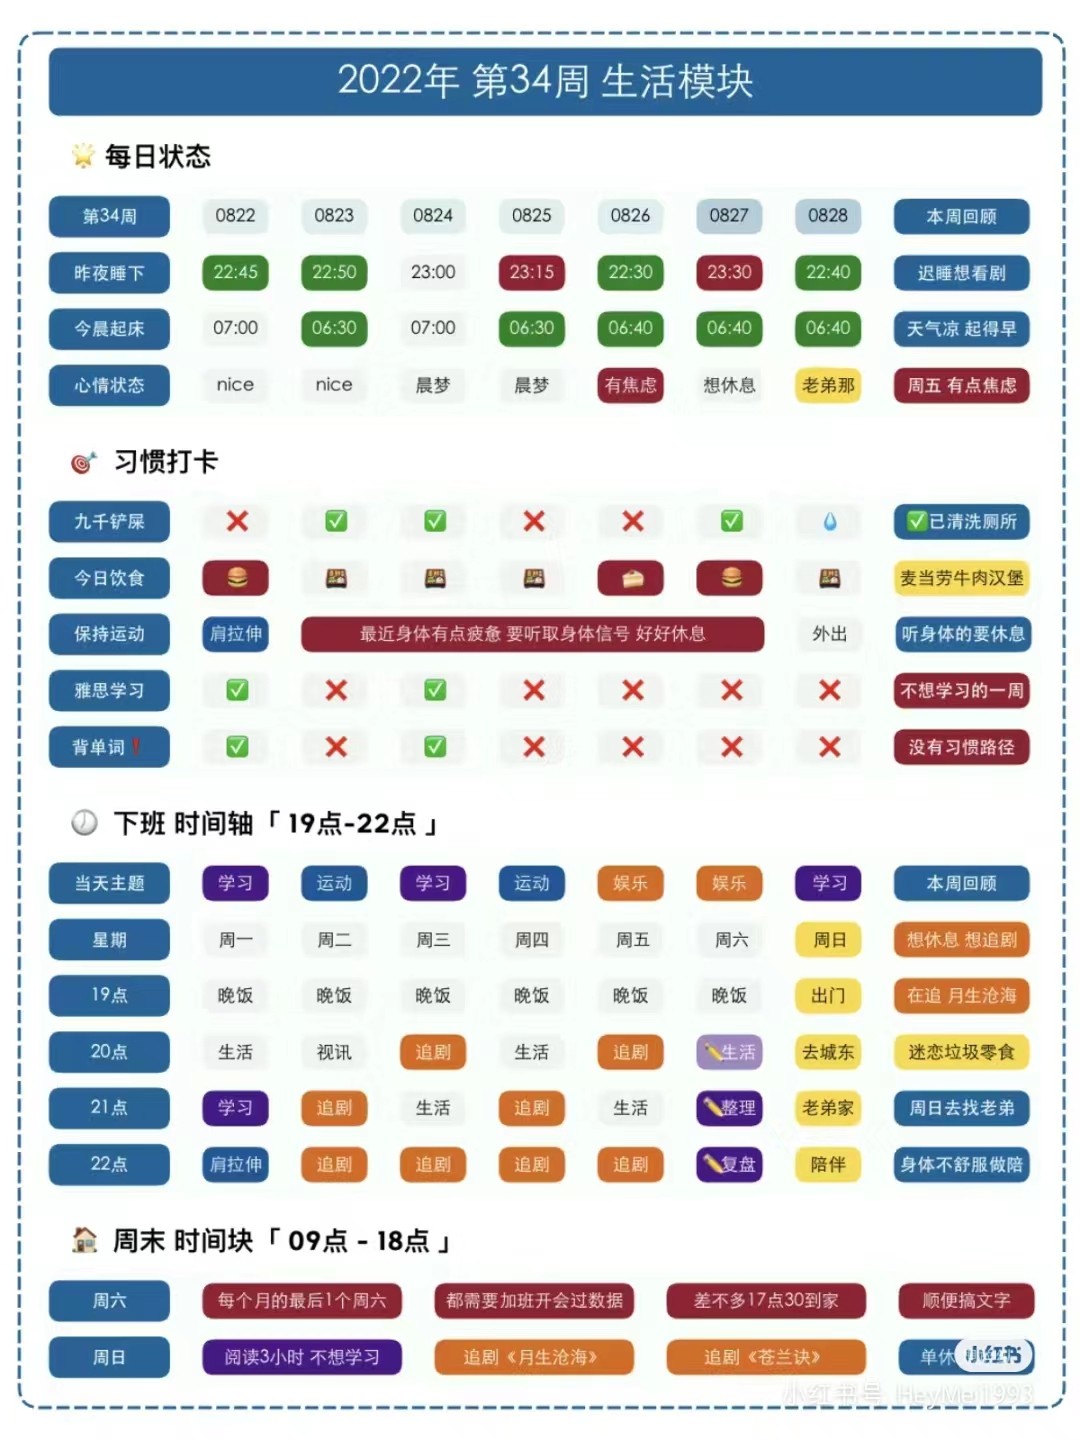 2022年 第34周 生活模块
每日状态
第34周 0822 0823 0824 0825 0826 0827 0828 本周回顾
昨夜睡下 22:45 22:50 23:00 23:15 22:30 23:30 22:40 迟睡想看剧
今晨起床 07:00 06:30 07:00 06:30 06:40 06:40 06:40 天气凉 起得早
心情状态 nice nice 晨梦 晨梦 有焦虑 想休息 老弟那 周五 有点焦虑
习惯打卡
九千铲屎 ❌ ✅ ✅ ❌ ❌ ✅ 💧 ✅已清洗厕所
今日饮食 🍔 🍱 🍱 🍱 🍰 🍔 🍱 麦当劳牛肉汉堡
保持运动 肩拉伸 最近身体有点疲惫 要听取身体信号 好好休息 外出 听身体的要休息
雅思学习 ✅ ❌ ✅ ❌ ❌ ❌ ❌ 不想学习的一周
背单词❗ ✅ ❌ ✅ ❌ ❌ ❌ ❌ 没有习惯路径
下班 时间轴「 19点-22点 」
当天主题 学习 运动 学习 运动 娱乐 娱乐 学习 本周回顾
星期 周一 周二 周三 周四 周五 周六 周日 想休息 想追剧
19点 晚饭 晚饭 晚饭 晚饭 晚饭 晚饭 出门 在追 月生沧海
20点 生活 视讯 追剧 生活 追剧 生活 去城东 迷恋垃圾零食
21点 学习 追剧 生活 追剧 生活 整理 老弟家 周日去找老弟
22点 肩拉伸 追剧 追剧 追剧 追剧 复盘 陪伴 身体不舒服做陪
周末 时间块「 09点 - 18点 」
周六 每个月的最后1个周六 都需要加班开会过数据 差不多17点30到家 顺便搞文字
周日 阅读3小时 不想学习 追剧《月生沧海》 追剧《苍兰诀》 单休
小红书
小红书号: HeyMei1993